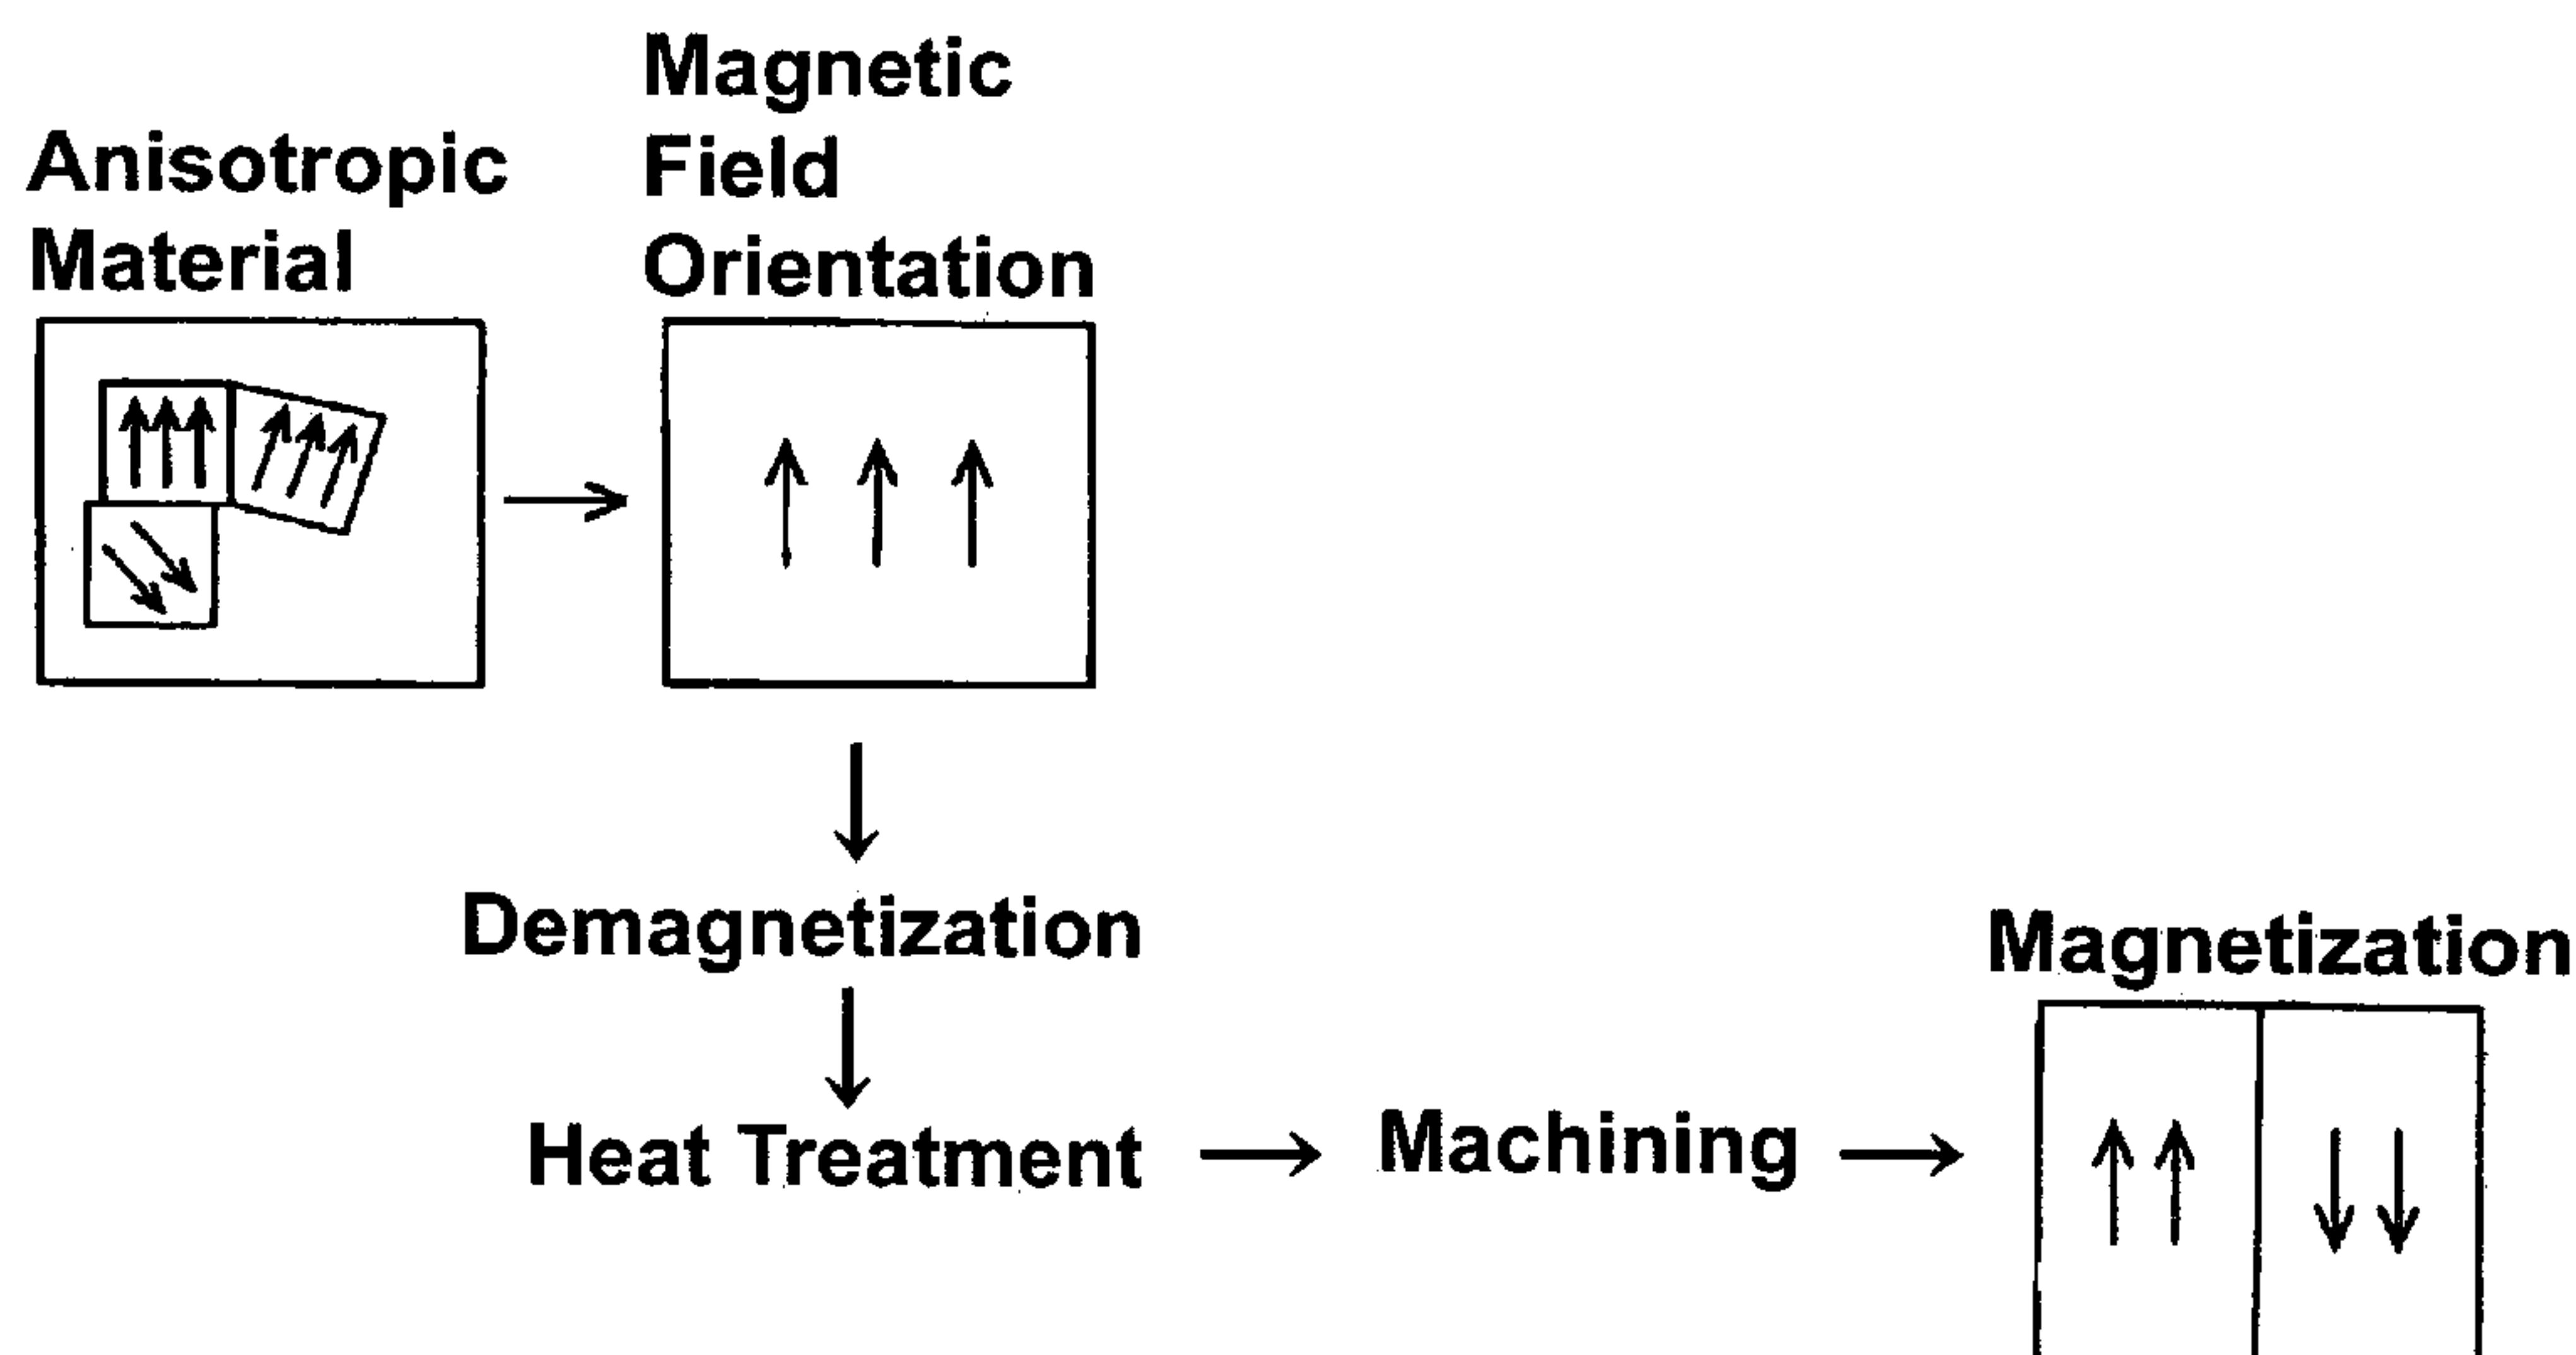 Anisotropic
Material
Magnetic
Field
Orientation
Demagnetization
Heat Treatment
Machining
Magnetization